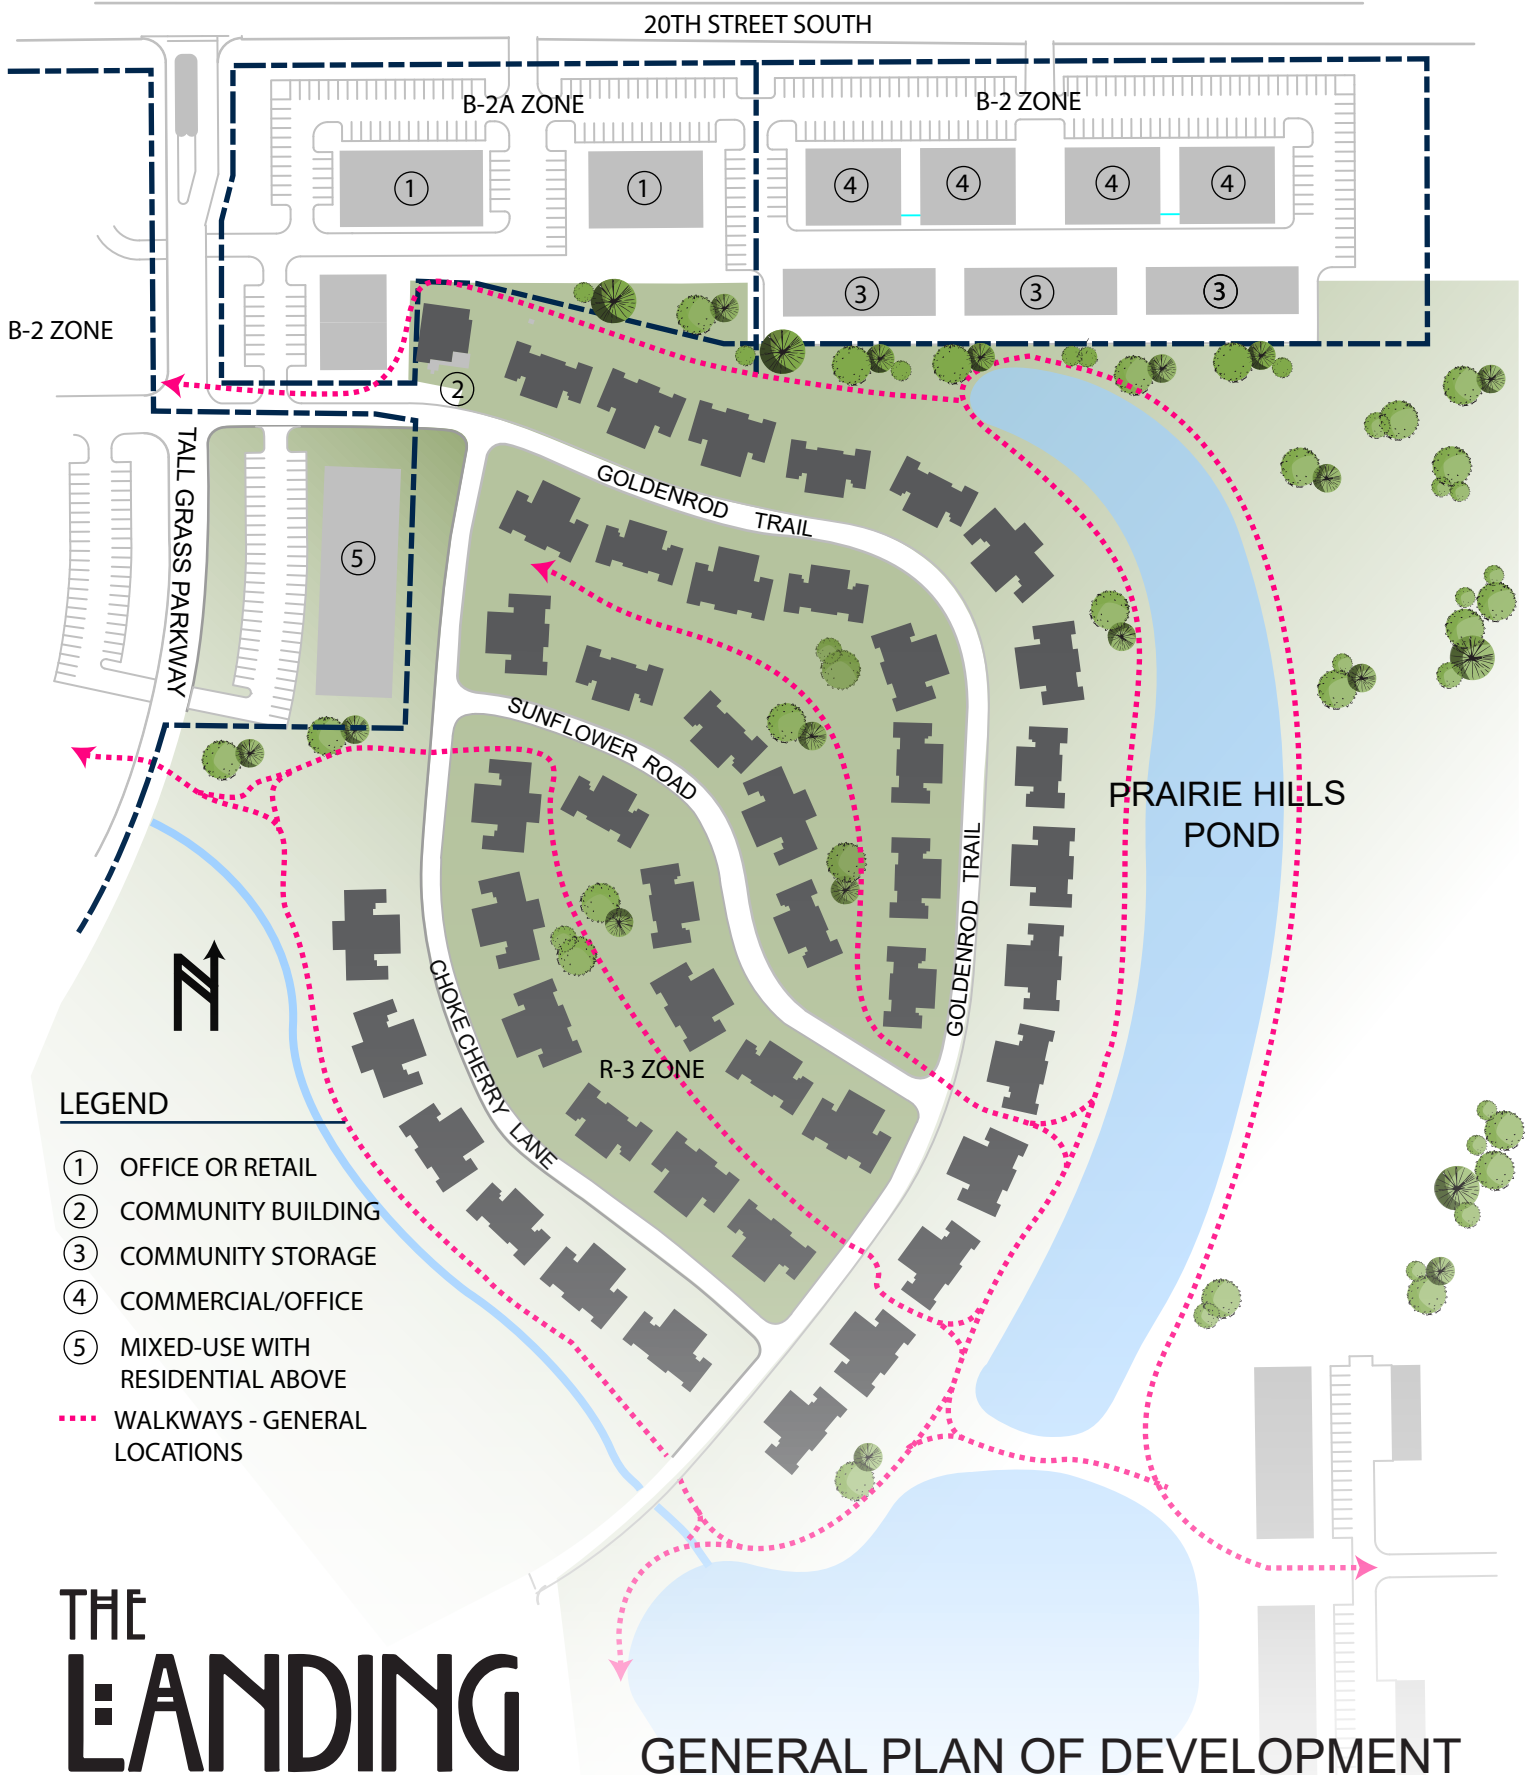 20TH STREET SOUTH
B-2A ZONE
B-2 ZONE
1
1
4
4
4
4
3
3
3
B-2 ZONE
2
TALL GRASS PARKWAY
GOLDENROD TRAIL
5
SUNFLOWER ROAD
PRAIRIE HILLS
POND
GOLDENROD TRAIL
CHOKECHERRY LANE
R-3 ZONE
N
LEGEND
1 OFFICE OR RETAIL
2 COMMUNITY BUILDING
3 COMMUNITY STORAGE
4 COMMERCIAL/OFFICE
5 MIXED-USE WITH
RESIDENTIAL ABOVE
WALKWAYS - GENERAL
LOCATIONS
THE
LANDING
GENERAL PLAN OF DEVELOPMENT